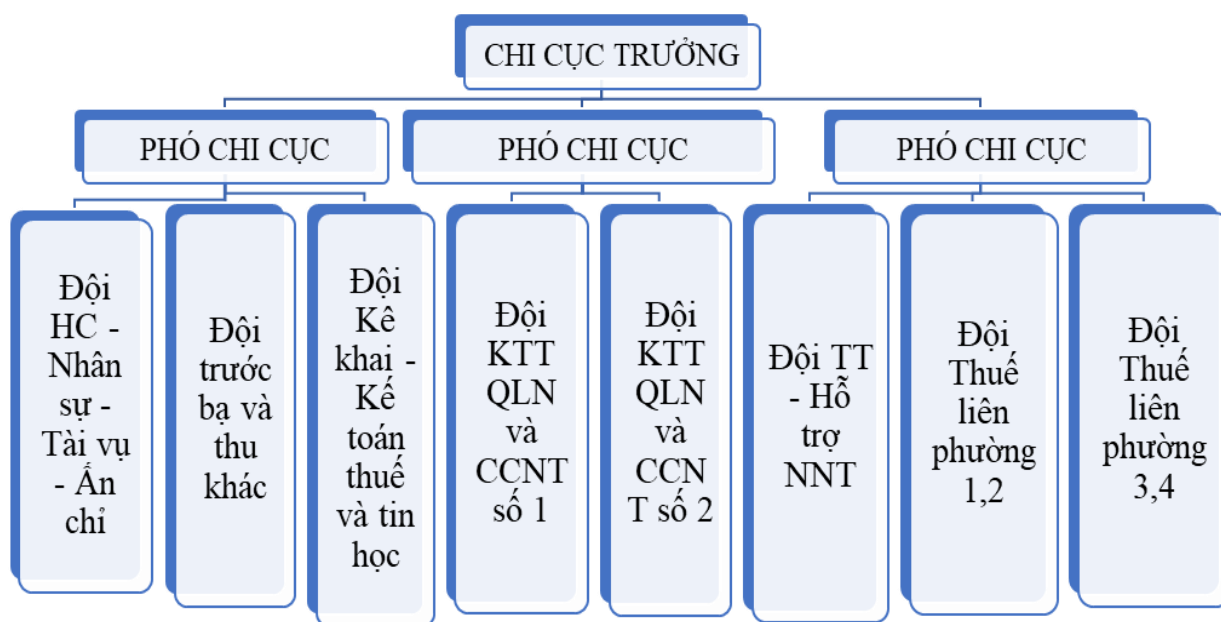 CHI CỤC TRƯỞNG
PHÓ CHI CỤC
PHÓ CHI CỤC
PHÓ CHI CỤC
Đội
HC -
Nhân
sự -
Tài vụ
- Ấn
chỉ
Đội
trước
bạ và
thu
khác
Đội
Kê
khai -
Kế
toán
thuế
và tin
học
Đội
KTT
QLN
và
CCNT
số 1
Đội
KTT
QLN
và
CCN
T số 2
Đội TT
- Hỗ
trợ
NNT
Đội
Thuế
liên
phường
1,2
Đội
Thuế
liên
phường
3,4